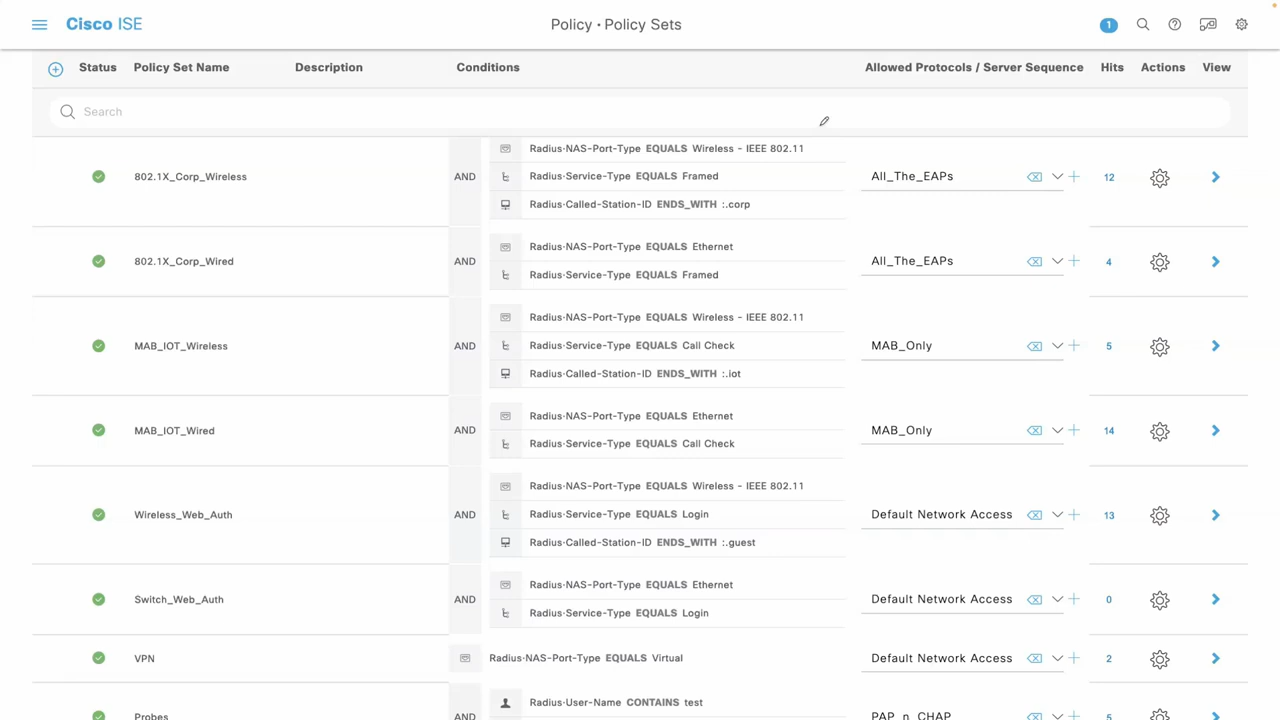 Cisco ISE
Policy · Policy Sets
1
Status Policy Set Name Description Conditions Allowed Protocols / Server Sequence Hits Actions View
Search
Radius·NAS-Port-Type EQUALS Wireless - IEEE 802.11
802.1X_Corp_Wireless AND Radius·Service-Type EQUALS Framed All_The_EAPs 12
Radius·Called-Station-ID ENDS_WITH :.corp
Radius·NAS-Port-Type EQUALS Ethernet
802.1X_Corp_Wired AND All_The_EAPs 4
Radius·Service-Type EQUALS Framed
Radius·NAS-Port-Type EQUALS Wireless - IEEE 802.11
MAB_IOT_Wireless AND Radius·Service-Type EQUALS Call Check MAB_Only 5
Radius·Called-Station-ID ENDS_WITH :.iot
Radius·NAS-Port-Type EQUALS Ethernet
MAB_IOT_Wired AND MAB_Only 14
Radius·Service-Type EQUALS Call Check
Radius·NAS-Port-Type EQUALS Wireless - IEEE 802.11
Wireless_Web_Auth AND Radius·Service-Type EQUALS Login Default Network Access 13
Radius·Called-Station-ID ENDS_WITH :.guest
Radius·NAS-Port-Type EQUALS Ethernet
Switch_Web_Auth AND Default Network Access 0
Radius·Service-Type EQUALS Login
VPN Radius·NAS-Port-Type EQUALS Virtual Default Network Access 2
Radius·User-Name CONTAINS test
Probes AND PAP_n_CHAP 5